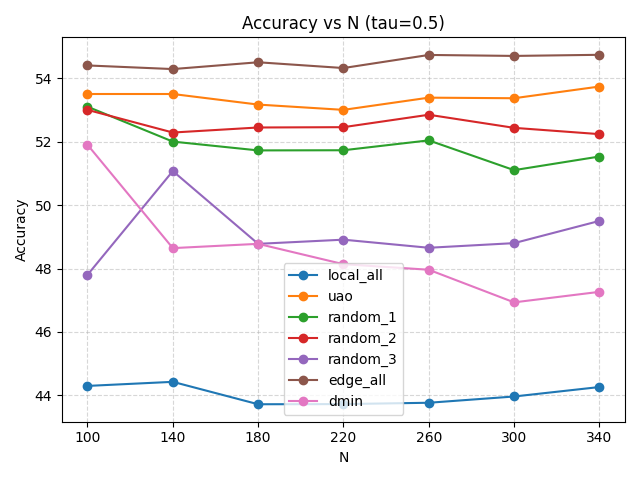 Accuracy vs N (tau=0.5)
Accuracy
54
52
50
48
46
44
local_all
uao
random_1
random_2
random_3
edge_all
dmin
100 140 180 220 260 300 340
N